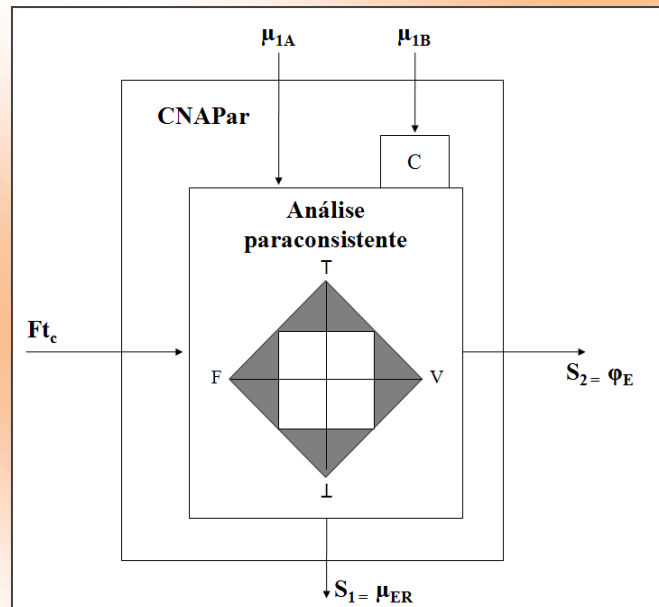 μ1A
μ1B
CNAPar
C
Análise
paraconsistente
⊤
Ftc
F
V
S2 = φE
⊥
S1 = μER